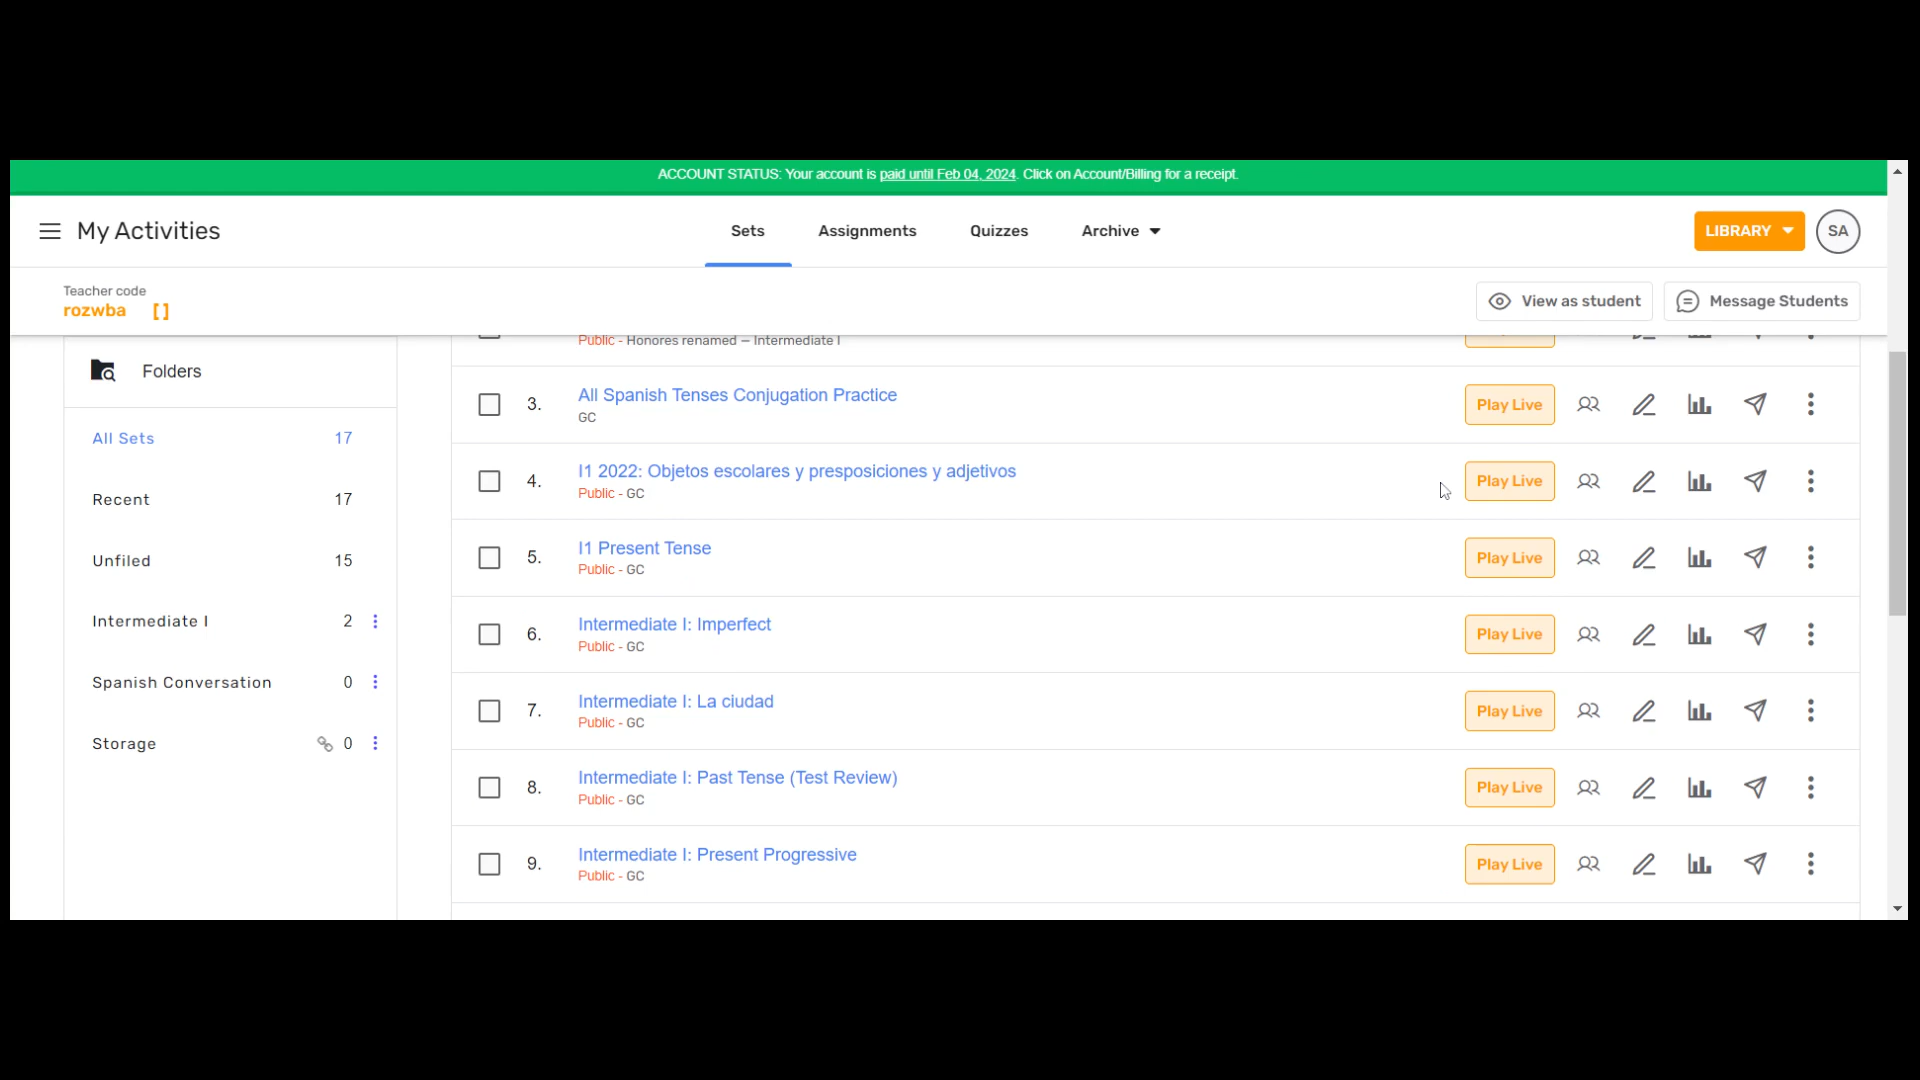 ACCOUNT STATUS: Your account is paid until Feb 04, 2024. Click on Account/Billing for a receipt.
My Activities
Sets
Assignments
Quizzes
Archive
LIBRARY
SA
Teacher code
rozwba
[ ]
View as student
Message Students
Folders
All Sets 17
Recent 17
Unfiled 15
Intermediate I 2
Spanish Conversation 0
Storage 0
Public - Honores renamed – Intermediate I
3. All Spanish Tenses Conjugation Practice
GC
Play Live
4. I1 2022: Objetos escolares y presposiciones y adjetivos
Public - GC
Play Live
5. I1 Present Tense
Public - GC
Play Live
6. Intermediate I: Imperfect
Public - GC
Play Live
7. Intermediate I: La ciudad
Public - GC
Play Live
8. Intermediate I: Past Tense (Test Review)
Public - GC
Play Live
9. Intermediate I: Present Progressive
Public - GC
Play Live